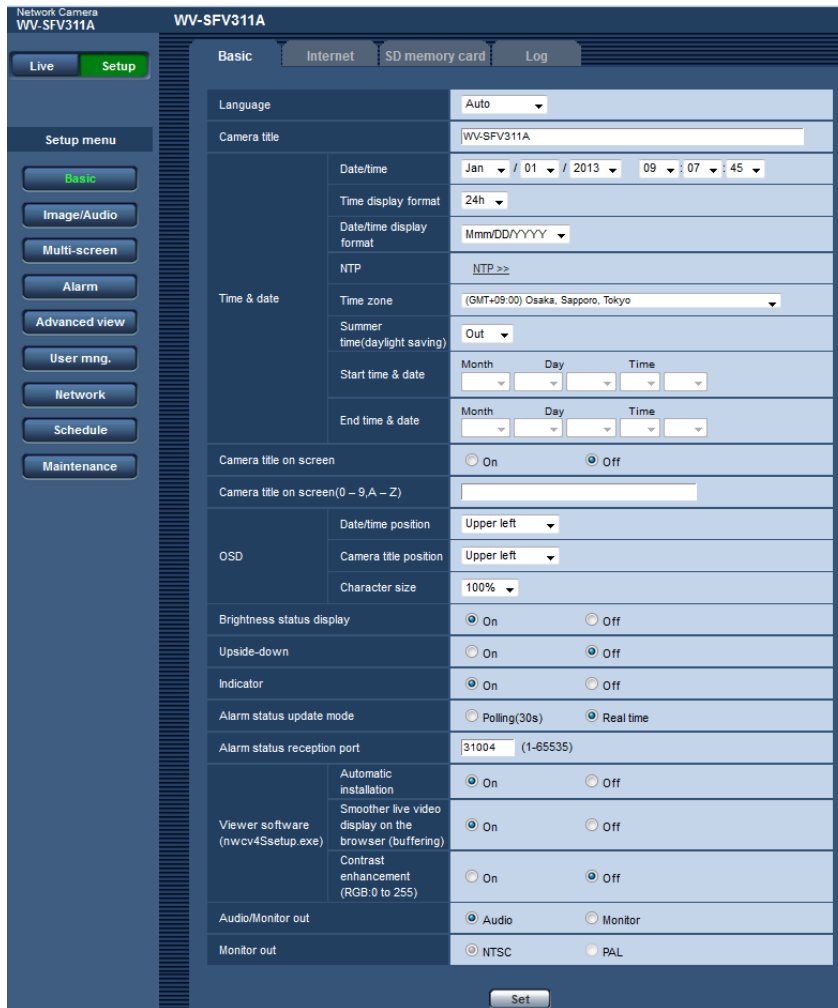 Network Camera
WV-SFV311A
WV-SFV311A
Live Setup
Basic Internet SD memory card Log
Setup menu
Basic
Image/Audio
Multi-screen
Alarm
Advanced view
User mng.
Network
Schedule
Maintenance
Language Auto
Camera title WV-SFV311A
Time & date
Date/time Jan / 01 / 2013 09 : 07 : 45
Time display format 24h
Date/time display
format Mmm/DD/YYYY
NTP NTP >>
Time zone (GMT+09:00) Osaka, Sapporo, Tokyo
Summer
time(daylight saving) Out
Start time & date Month Day Time
End time & date Month Day Time
Camera title on screen On Off
Camera title on screen(0 – 9,A – Z)
OSD
Date/time position Upper left
Camera title position Upper left
Character size 100%
Brightness status display On Off
Upside-down On Off
Indicator On Off
Alarm status update mode Polling(30s) Real time
Alarm status reception port 31004 (1-65535)
Viewer software
(nwcv4Ssetup.exe)
Automatic
installation On Off
Smoother live video
display on the
browser (buffering) On Off
Contrast
enhancement
(RGB:0 to 255) On Off
Audio/Monitor out Audio Monitor
Monitor out NTSC PAL
Set